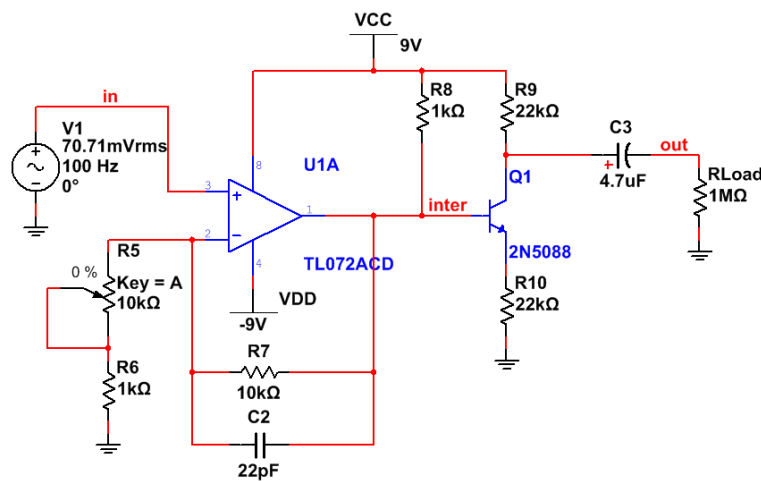 VCC
9V
R8
1kΩ
R9
22kΩ
in
V1
70.71mVrms
100 Hz
0°
U1A
8
3
2
1
4
TL072ACD
inter
Q1
2N5088
C3
+
4.7uF
out
RLoad
1MΩ
R5
0 %
Key = A
10kΩ
VDD
-9V
R10
22kΩ
R6
1kΩ
R7
10kΩ
C2
22pF